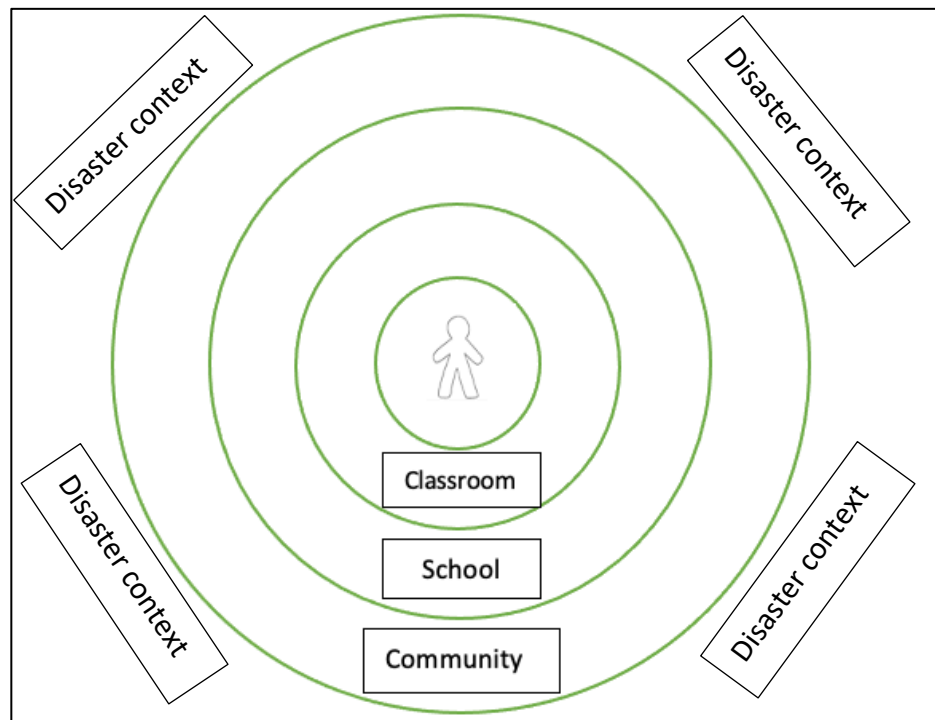 Disaster context
Disaster context
Classroom
School
Community
Disaster context
Disaster context